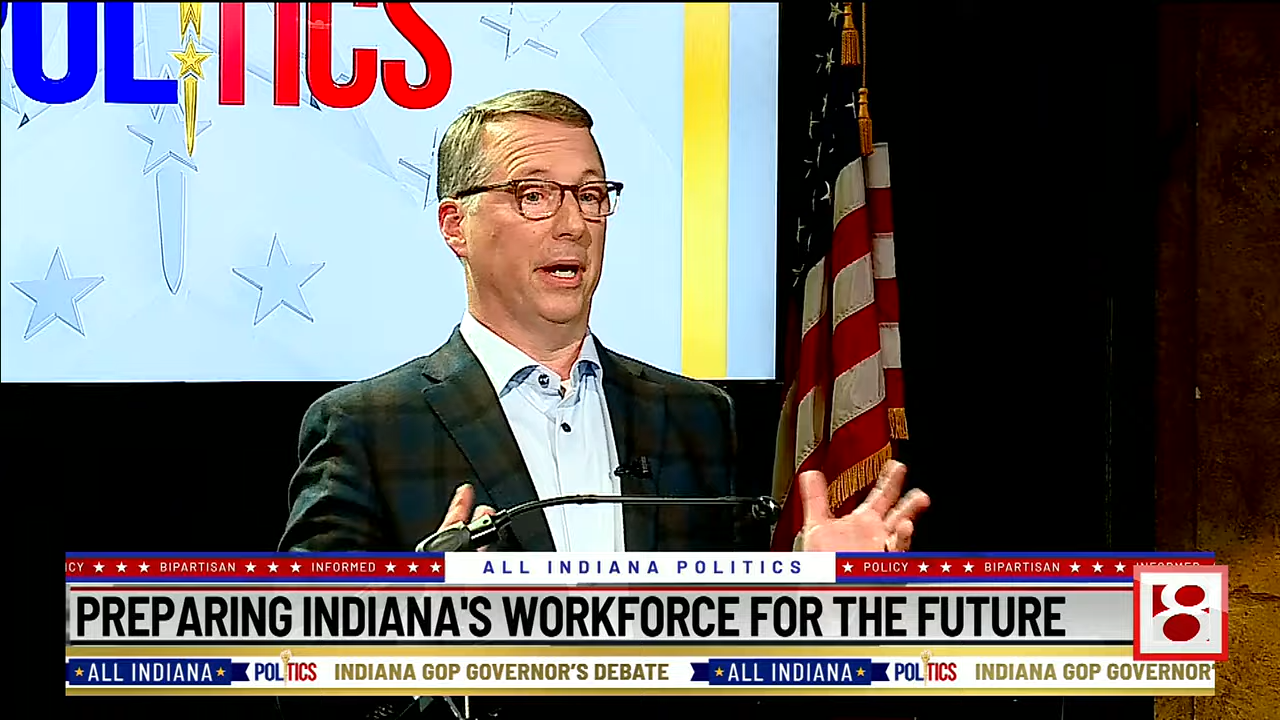 POLITICS
CY ★ ★ ★ BIPARTISAN ★ ★ ★ INFORMED ★ ★ ★
ALL INDIANA POLITICS
★ POLICY ★ ★ ★ BIPARTISAN ★ ★ ★ INFORMED
PREPARING INDIANA'S WORKFORCE FOR THE FUTURE
8
★ALL INDIANA★ POLITICS INDIANA GOP GOVERNOR'S DEBATE ★ALL INDIANA★ POLITICS INDIANA GOP GOVERNOR'